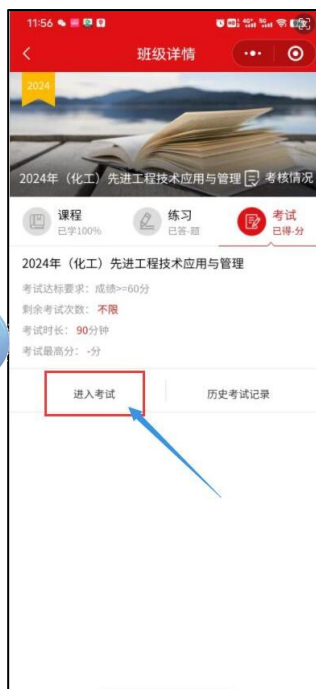 11:56
班级详情
2024
2024年（化工）先进工程技术应用与管理 考核情况
课程
已学100%
练习
已答-题
考试
已得-分
2024年（化工）先进工程技术应用与管理
考试达标要求：成绩>=60分
剩余考试次数：不限
考试时长：90分钟
考试最高分：-分
进入考试
历史考试记录